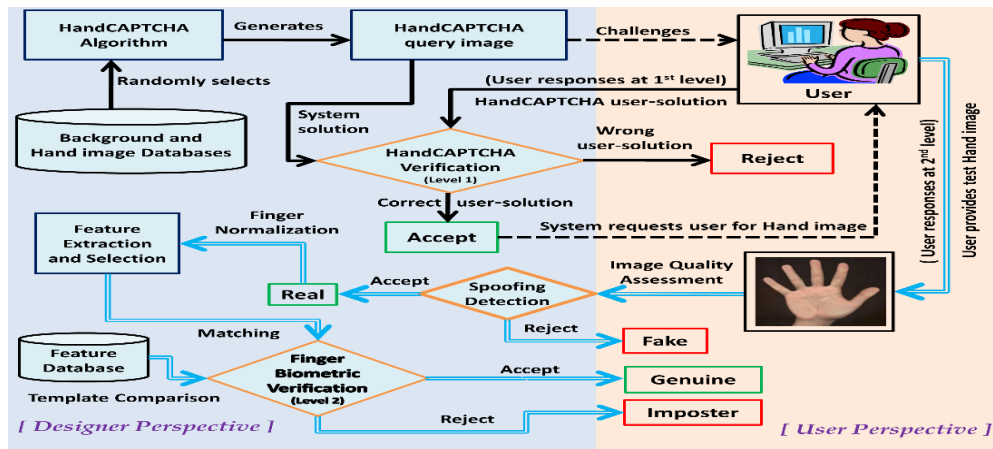 HandCAPTCHA
Algorithm
Generates
HandCAPTCHA
query image
Challenges
User
Randomly selects
Background and
Hand image Databases
System
solution
(User responses at 1st level)
HandCAPTCHA user-solution
HandCAPTCHA
Verification
(Level 1)
Wrong
user-solution
Reject
Correct user-solution
Accept
System requests user for Hand image
( User responses at 2nd level)
User provides test Hand image
Finger
Normalization
Feature
Extraction
and Selection
Real
Accept
Spoofing
Detection
Image Quality
Assessment
Reject
Fake
Matching
Feature
Database
Template Comparison
Finger
Biometric
Verification
(Level 2)
Accept
Genuine
Reject
Imposter
[ Designer Perspective ]
[ User Perspective ]